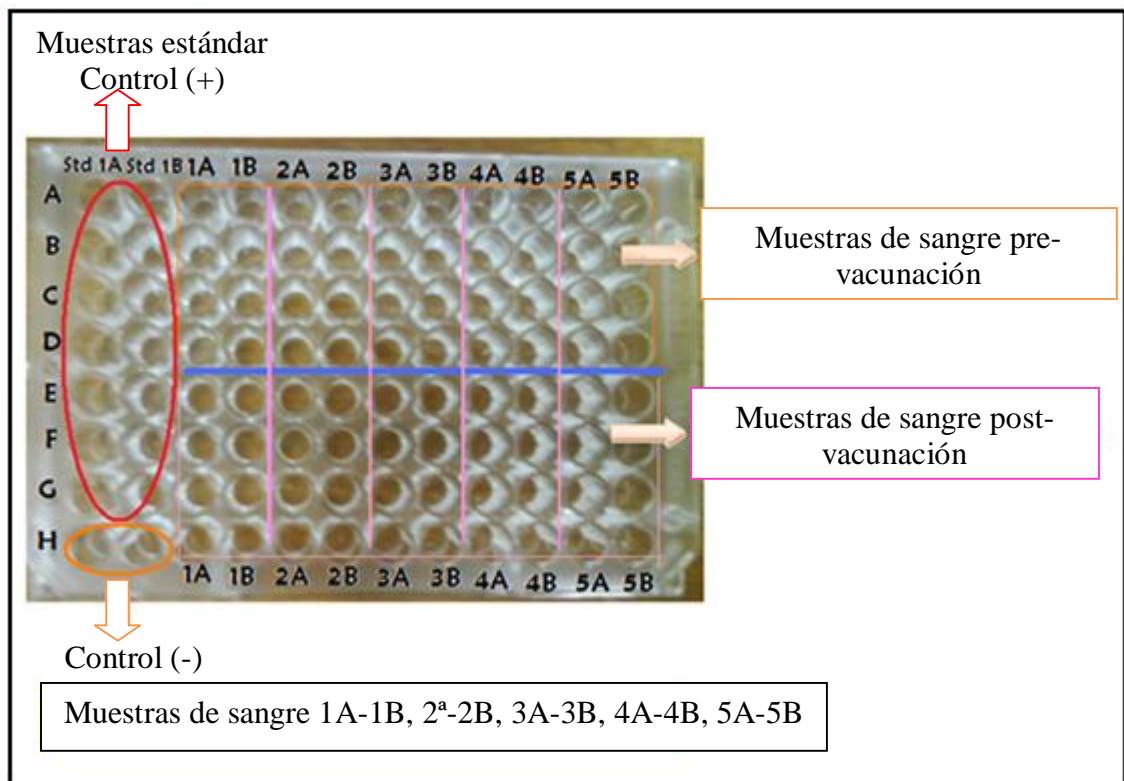 Muestras estándar
Control (+)
Std 1A Std 1B 1A 1B 2A 2B 3A 3B 4A 4B 5A 5B
A
B
C
D
E
F
G
H
Muestras de sangre pre-
vacunación
Muestras de sangre post-
vacunación
1A 1B 2A 2B 3A 3B 4A 4B 5A 5B
Control (-)
Muestras de sangre 1A-1B, 2ª-2B, 3A-3B, 4A-4B, 5A-5B